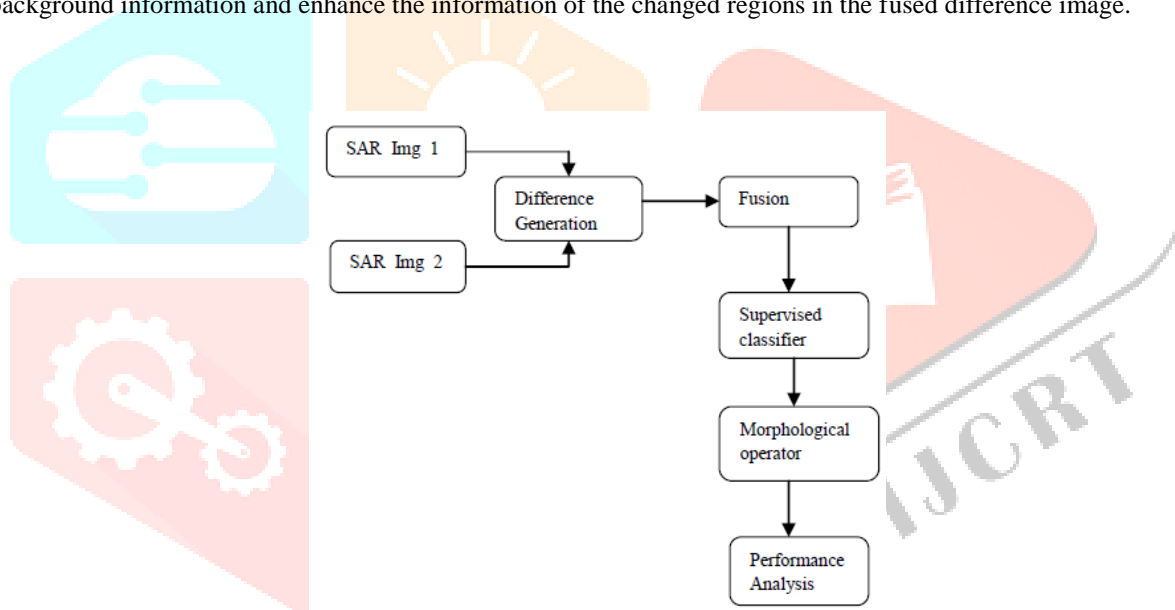 background information and enhance the information of the changed regions in the fused difference image.
SAR Img 1
Difference
Generation
Fusion
SAR Img 2
Supervised
classifier
Morphological
operator
Performance
Analysis
IJCRT